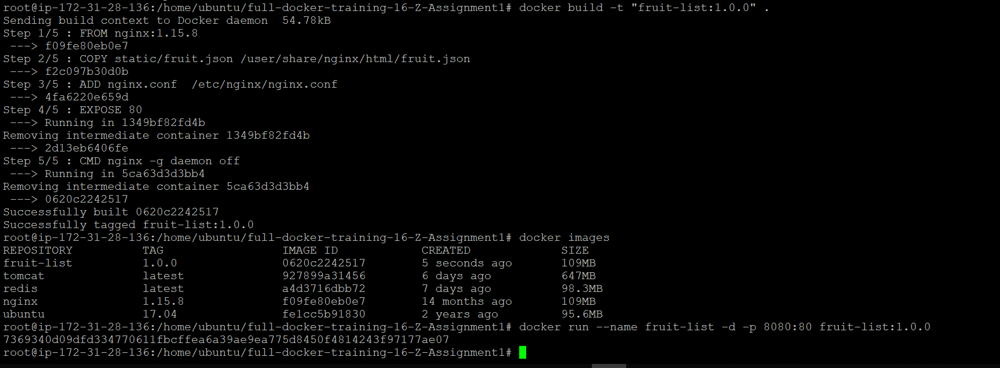 root@ip-172-31-28-136:/home/ubuntu/full-docker-training-16-Z-Assignment1# docker build -t "fruit-list:1.0.0" .
Sending build context to Docker daemon  54.78kB
Step 1/5 : FROM nginx:1.15.8
 ---> f09fe80eb0e7
Step 2/5 : COPY static/fruit.json /user/share/nginx/html/fruit.json
 ---> f2c097b30d0b
Step 3/5 : ADD nginx.conf  /etc/nginx/nginx.conf
 ---> 4fa6220e659d
Step 4/5 : EXPOSE 80
 ---> Running in 1349bf82fd4b
Removing intermediate container 1349bf82fd4b
 ---> 2d13eb6406fe
Step 5/5 : CMD nginx -g daemon off
 ---> Running in 5ca63d3d3bb4
Removing intermediate container 5ca63d3d3bb4
 ---> 0620c2242517
Successfully built 0620c2242517
Successfully tagged fruit-list:1.0.0
root@ip-172-31-28-136:/home/ubuntu/full-docker-training-16-Z-Assignment1# docker images
REPOSITORY          TAG                 IMAGE ID            CREATED             SIZE
fruit-list          1.0.0               0620c2242517        5 seconds ago       109MB
tomcat              latest              927899a31456        6 days ago          647MB
redis               latest              a4d3716dbb72        7 days ago          98.3MB
nginx               1.15.8              f09fe80eb0e7        14 months ago       109MB
ubuntu              17.04               fe1cc5b91830        2 years ago         95.6MB
root@ip-172-31-28-136:/home/ubuntu/full-docker-training-16-Z-Assignment1# docker run --name fruit-list -d -p 8080:80 fruit-list:1.0.0
7369340d09dfd334770611fbcffea6a39ae9ea775d8450f4814243f97177ae07
root@ip-172-31-28-136:/home/ubuntu/full-docker-training-16-Z-Assignment1#